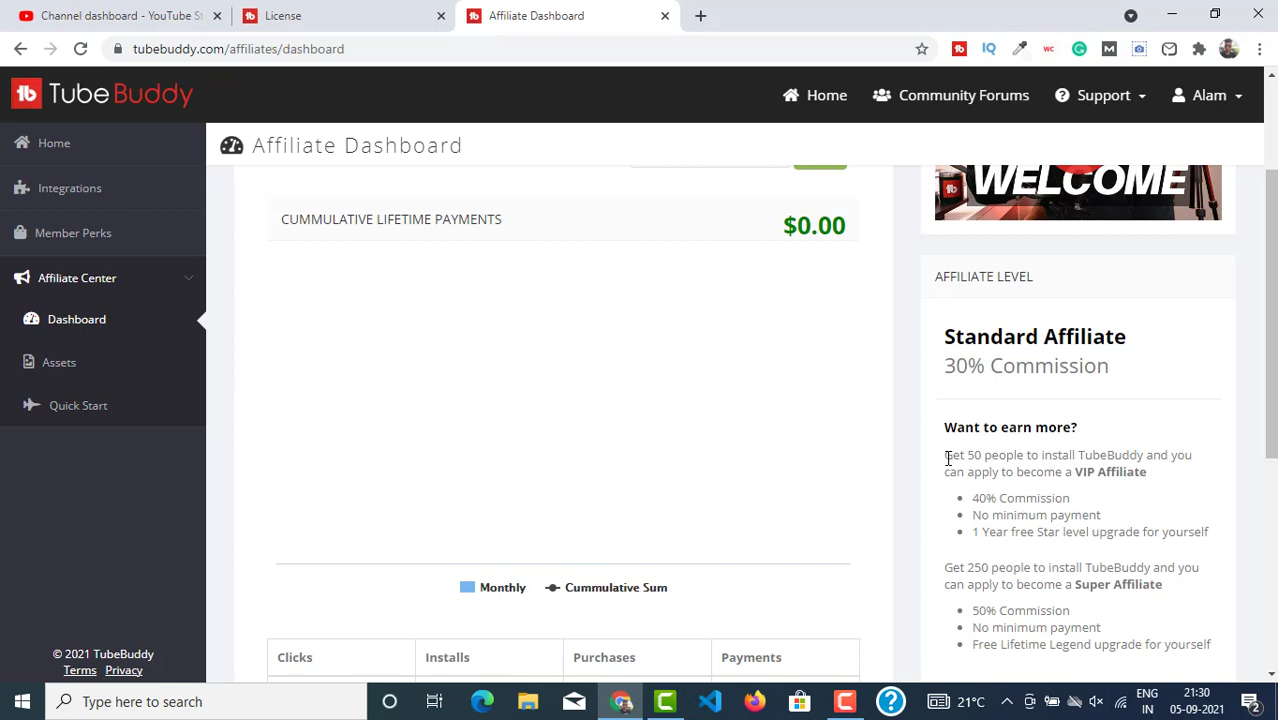 Channel dashboard - YouTube St
License
Affiliate Dashboard
tubebuddy.com/affiliates/dashboard
IQ
WC
M
tb TubeBuddy
Home
Community Forums
Support
Alam
Home
Integrations
Member Perks
Affiliate Center
Dashboard
Assets
Quick Start
© 2021 TubeBuddy
Terms Privacy
Affiliate Dashboard
CUMMULATIVE LIFETIME PAYMENTS
$0.00
Monthly
Cummulative Sum
Clicks Installs Purchases Payments
WELCOME
AFFILIATE LEVEL
Standard Affiliate
30% Commission
Want to earn more?
Get 50 people to install TubeBuddy and you
can apply to become a VIP Affiliate
• 40% Commission
• No minimum payment
• 1 Year free Star level upgrade for yourself
Get 250 people to install TubeBuddy and you
can apply to become a Super Affiliate
• 50% Commission
• No minimum payment
• Free Lifetime Legend upgrade for yourself
Type here to search
21°C
ENG
IN
21:30
05-09-2021
2